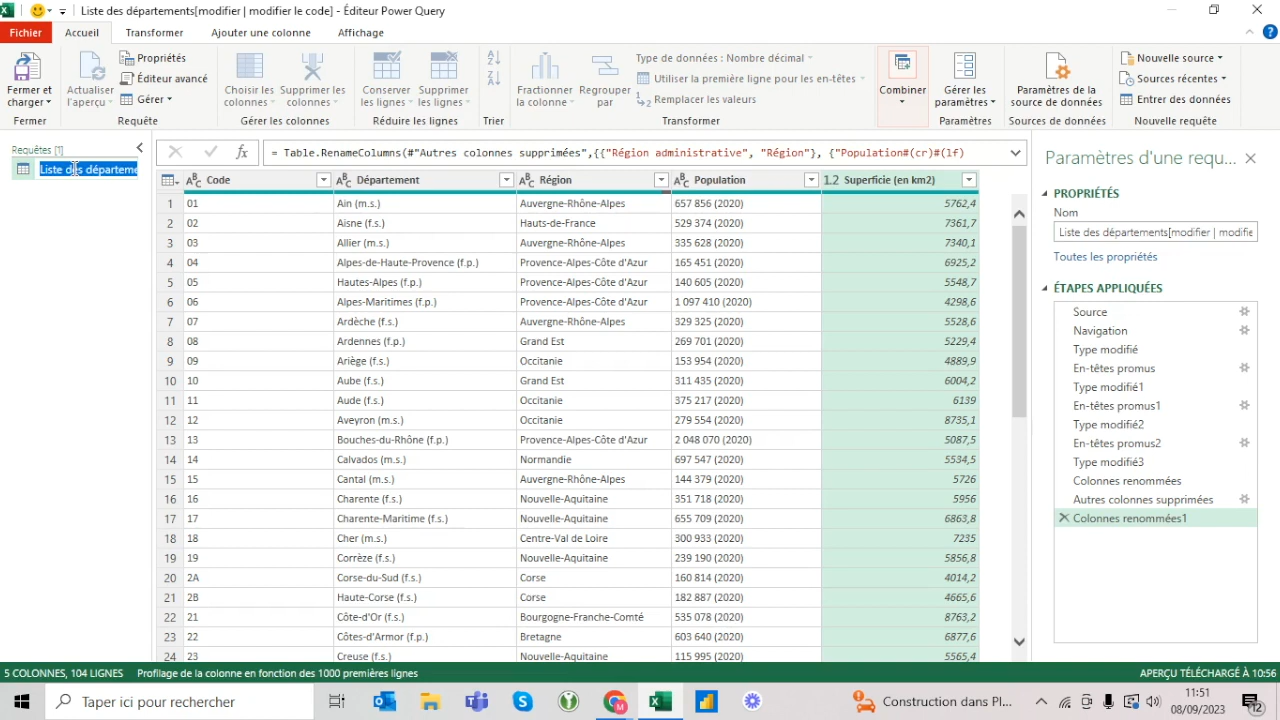 Liste des départements[modifier | modifier le code] - Éditeur Power Query
Fichier
Accueil
Transformer
Ajouter une colonne
Affichage
Fermer et
charger
Fermer
Actualiser
l'aperçu
Propriétés
Éditeur avancé
Gérer
Requête
Choisir les
colonnes
Supprimer les
colonnes
Gérer les colonnes
Conserver
les lignes
Supprimer
les lignes
Réduire les lignes
Trier
Fractionner
la colonne
Regrouper
par
Type de données : Nombre décimal
Utiliser la première ligne pour les en-têtes
Remplacer les valeurs
Transformer
Combiner
Gérer les
paramètres
Paramètres
Paramètres de la
source de données
Sources de données
Nouvelle source
Sources récentes
Entrer des données
Nouvelle requête
Requêtes [1]
Liste des départeme
= Table.RenameColumns(#"Autres colonnes supprimées",{{"Région administrative", "Région"}, {"Population#(cr)#(lf)
Code Département Région Population 1.2 Superficie (en km2)
1 01 Ain (m.s.) Auvergne-Rhône-Alpes 657 856 (2020) 5762,4
2 02 Aisne (f.s.) Hauts-de-France 529 374 (2020) 7361,7
3 03 Allier (m.s.) Auvergne-Rhône-Alpes 335 628 (2020) 7340,1
4 04 Alpes-de-Haute-Provence (f.p.) Provence-Alpes-Côte d'Azur 165 451 (2020) 6925,2
5 05 Hautes-Alpes (f.p.) Provence-Alpes-Côte d'Azur 140 605 (2020) 5548,7
6 06 Alpes-Maritimes (f.p.) Provence-Alpes-Côte d'Azur 1 097 410 (2020) 4298,6
7 07 Ardèche (f.s.) Auvergne-Rhône-Alpes 329 325 (2020) 5528,6
8 08 Ardennes (f.p.) Grand Est 269 701 (2020) 5229,4
9 09 Ariège (f.s.) Occitanie 153 954 (2020) 4889,9
10 10 Aube (f.s.) Grand Est 311 435 (2020) 6004,2
11 11 Aude (f.s.) Occitanie 375 217 (2020) 6139
12 12 Aveyron (m.s.) Occitanie 279 554 (2020) 8735,1
13 13 Bouches-du-Rhône (f.p.) Provence-Alpes-Côte d'Azur 2 048 070 (2020) 5087,5
14 14 Calvados (m.s.) Normandie 697 547 (2020) 5534,5
15 15 Cantal (m.s.) Auvergne-Rhône-Alpes 144 379 (2020) 5726
16 16 Charente (f.s.) Nouvelle-Aquitaine 351 718 (2020) 5956
17 17 Charente-Maritime (f.s.) Nouvelle-Aquitaine 655 709 (2020) 6863,8
18 18 Cher (m.s.) Centre-Val de Loire 300 933 (2020) 7235
19 19 Corrèze (f.s.) Nouvelle-Aquitaine 239 190 (2020) 5856,8
20 2A Corse-du-Sud (f.s.) Corse 160 814 (2020) 4014,2
21 2B Haute-Corse (f.s.) Corse 182 887 (2020) 4665,6
22 21 Côte-d'Or (f.s.) Bourgogne-Franche-Comté 535 078 (2020) 8763,2
23 22 Côtes-d'Armor (f.p.) Bretagne 603 640 (2020) 6877,6
24 23 Creuse (f.s.) Nouvelle-Aquitaine 115 995 (2020) 5565,4
Paramètres d'une requ...
PROPRIÉTÉS
Nom
Liste des départements[modifier | modifie
Toutes les propriétés
ÉTAPES APPLIQUÉES
Source
Navigation
Type modifié
En-têtes promus
Type modifié1
En-têtes promus1
Type modifié2
En-têtes promus2
Type modifié3
Colonnes renommées
Autres colonnes supprimées
Colonnes renommées1
5 COLONNES, 104 LIGNES Profilage de la colonne en fonction des 1000 premières lignes
APERÇU TÉLÉCHARGÉ À 10:56
Taper ici pour rechercher
Construction dans Pl...
11:51
08/09/2023
12